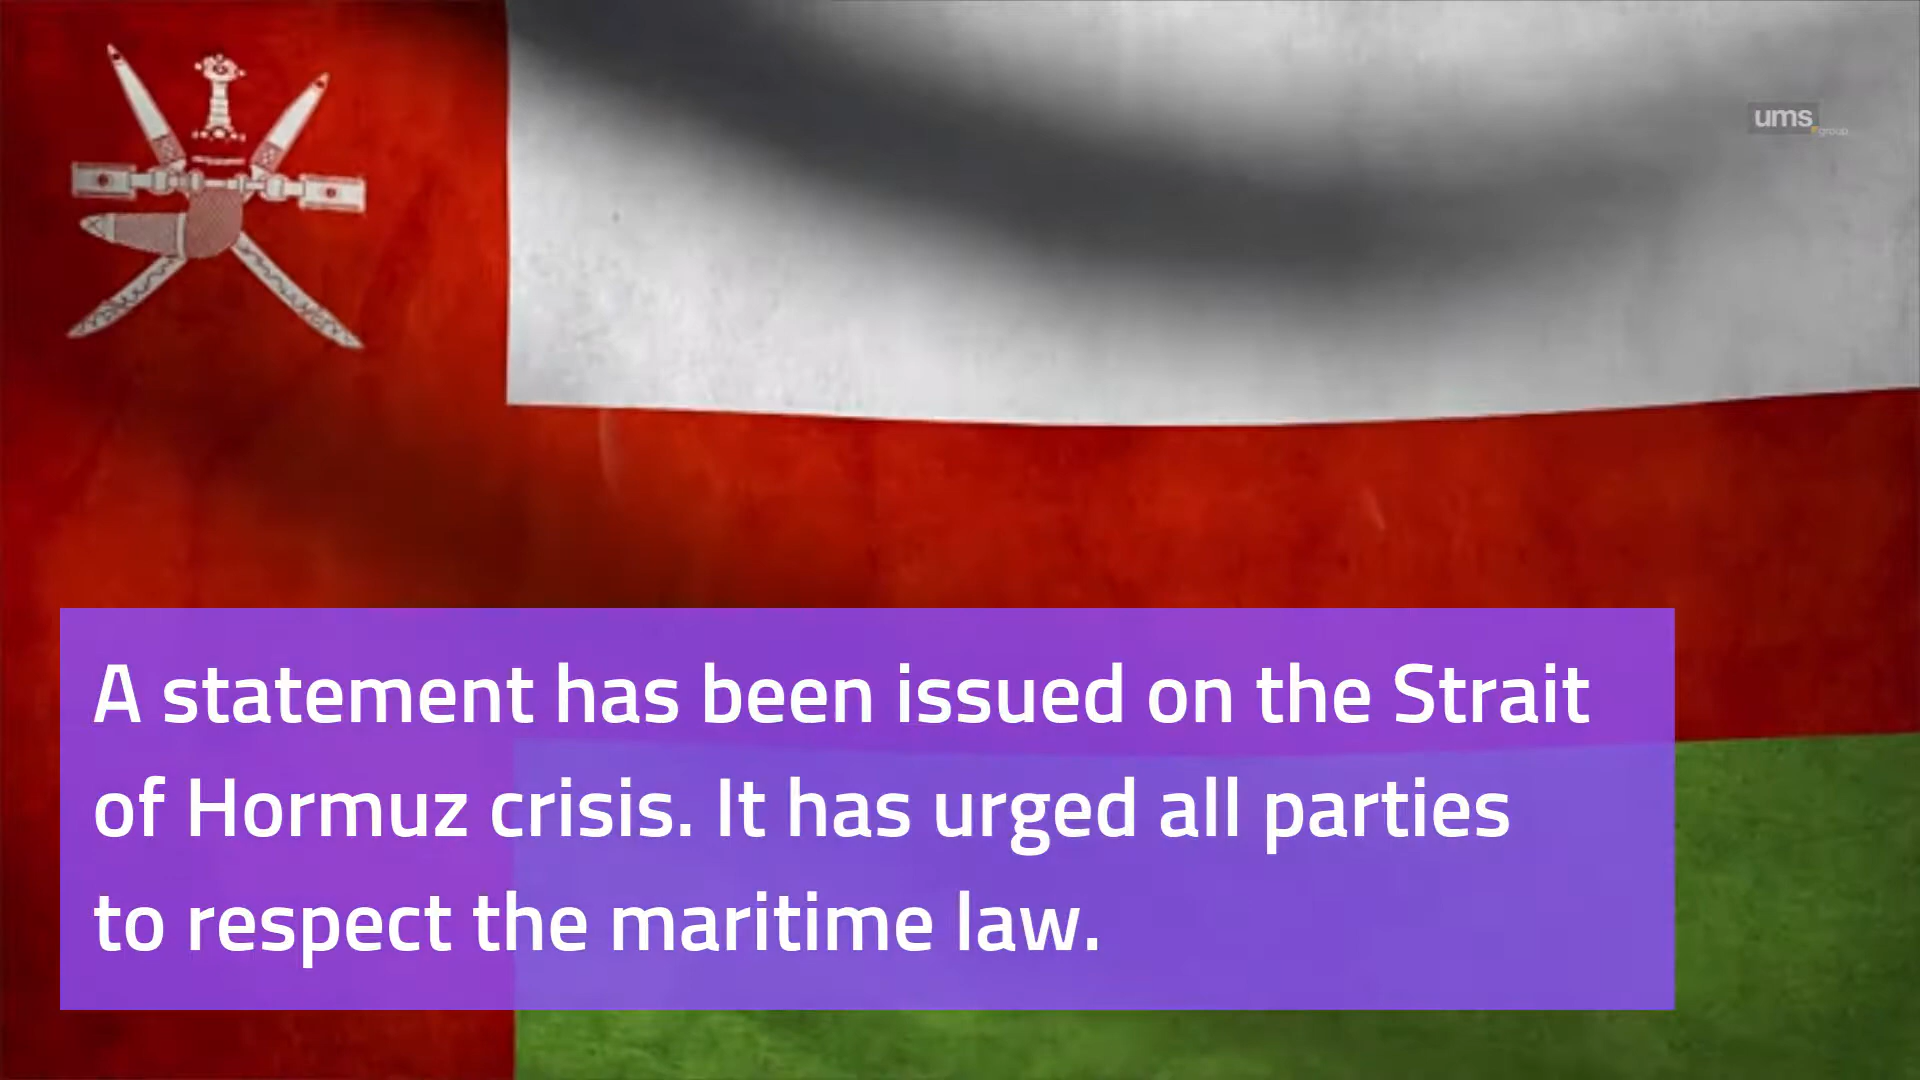 ums
group
A statement has been issued on the Strait
of Hormuz crisis. It has urged all parties
to respect the maritime law.